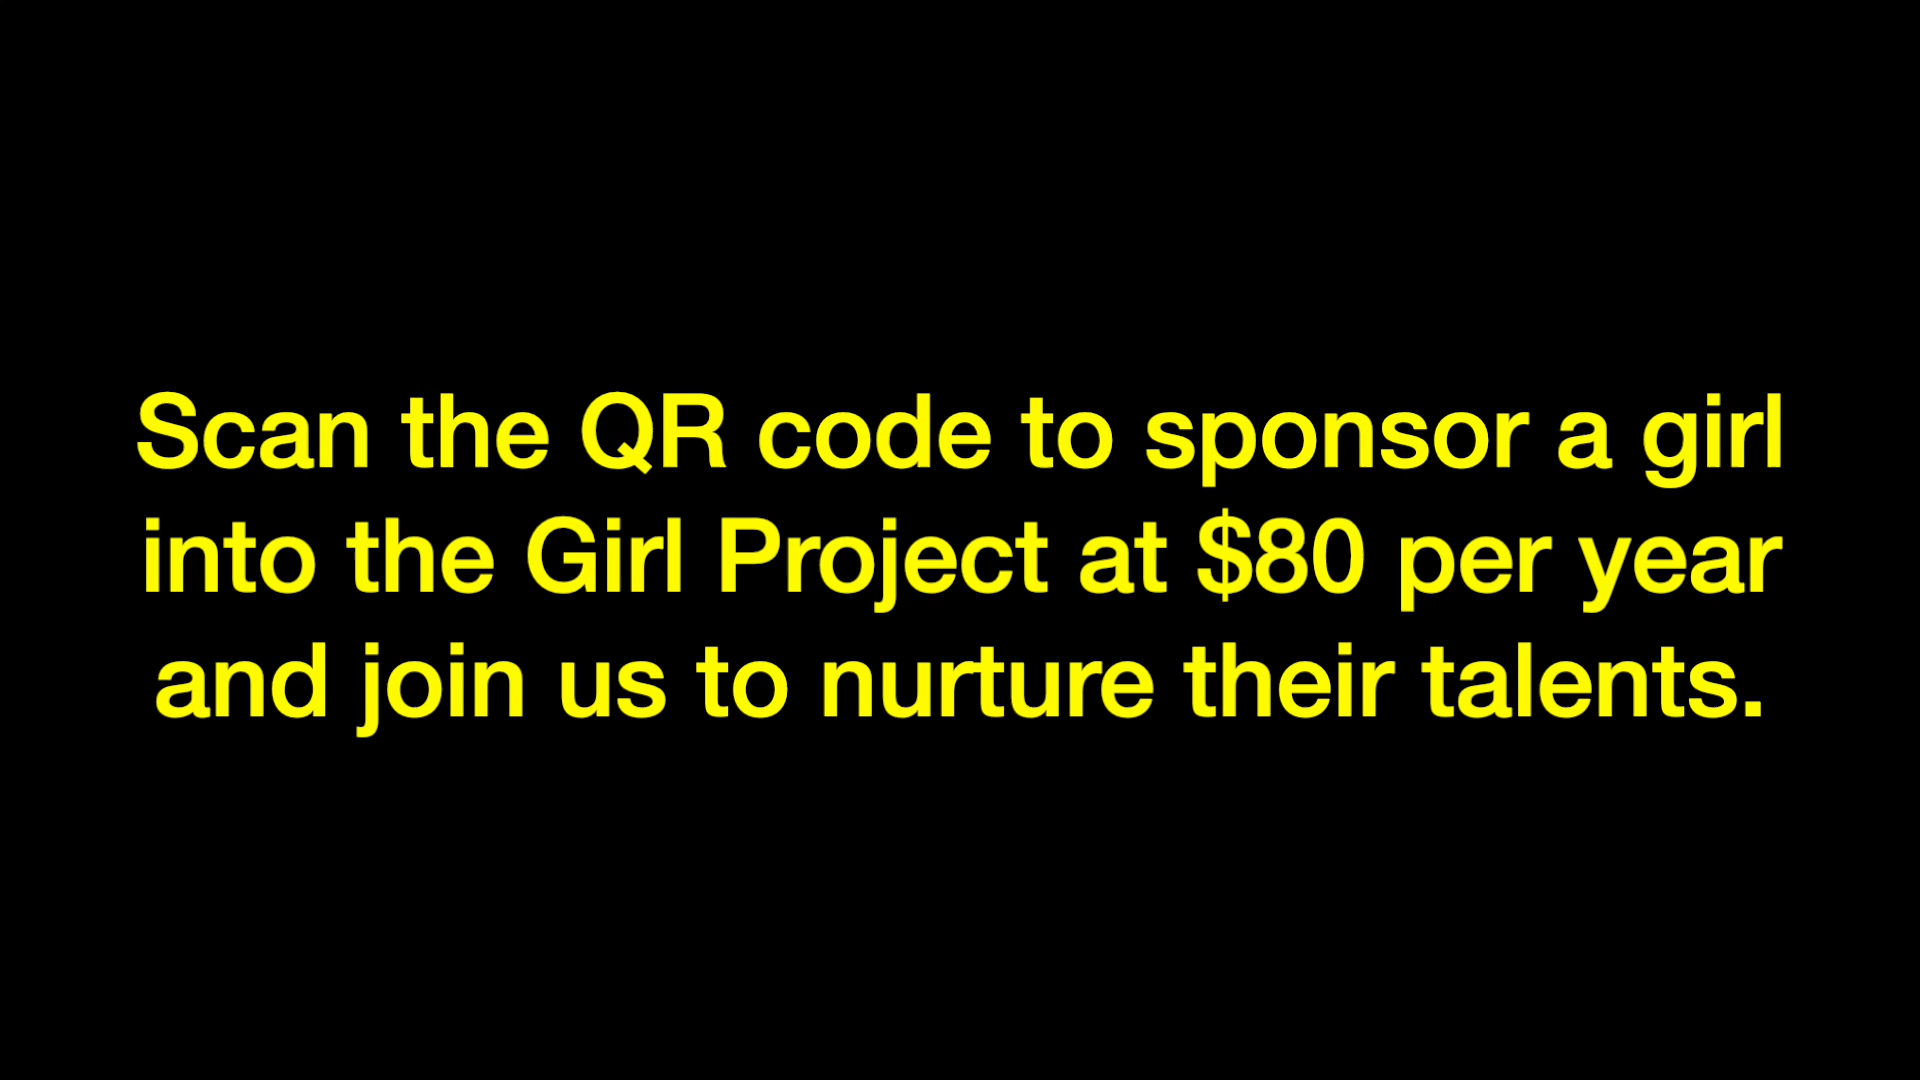 Scan the QR code to sponsor a girl
into the Girl Project at $80 per year
and join us to nurture their talents.